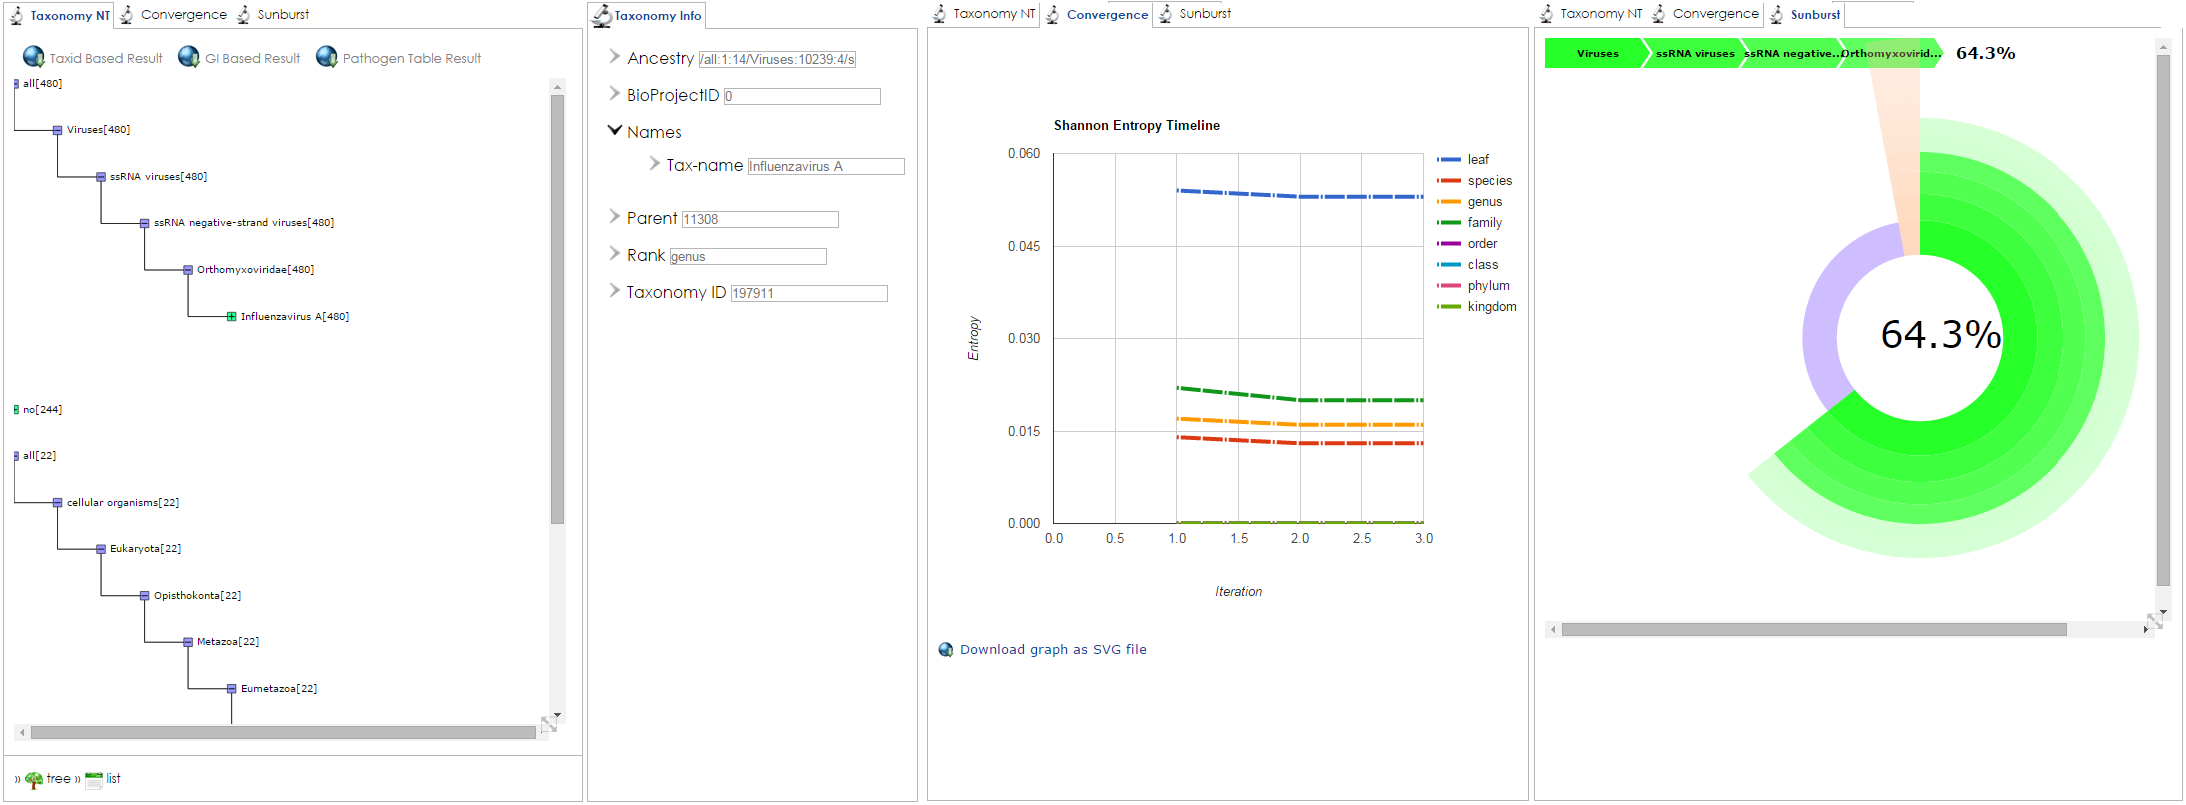 Taxonomy NT Convergence Sunburst
Taxid Based Result GI Based Result Pathogen Table Result
all[480]
Viruses[480]
ssRNA viruses[480]
ssRNA negative-strand viruses[480]
Orthomyxoviridae[480]
Influenzavirus A[480]
no[244]
all[22]
cellular organisms[22]
Eukaryota[22]
Opisthokonta[22]
Metazoa[22]
Eumetazoa[22]
» tree » list
Taxonomy Info
Ancestry /all:1:14/Viruses:10239:4/s
BioProjectID 0
Names
Tax-name Influenzavirus A
Parent 11308
Rank genus
Taxonomy ID 197911
Taxonomy NT Convergence Sunburst
Shannon Entropy Timeline
0.060
0.045
0.030
0.015
0.000
Entropy
0.0 0.5 1.0 1.5 2.0 2.5 3.0
Iteration
leaf
species
genus
family
order
class
phylum
kingdom
Download graph as SVG file
Taxonomy NT Convergence Sunburst
Viruses ssRNA viruses ssRNA negative... Orthomyxovirid... 64.3%
64.3%